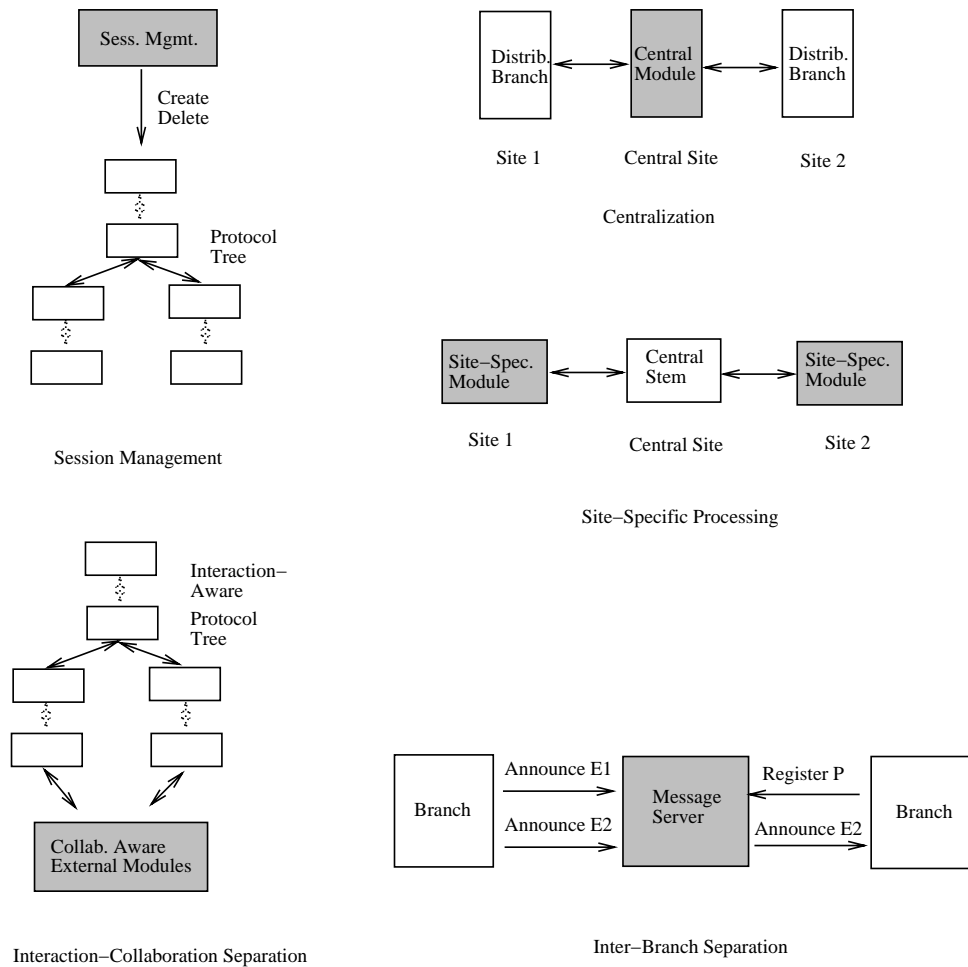 Sess. Mgmt.
Create
Delete
Protocol
Tree
Session Management
Distrib.
Branch
Central
Module
Distrib.
Branch
Site 1
Central Site
Site 2
Centralization
Site−Spec.
Module
Central
Stem
Site−Spec.
Module
Site 1
Central Site
Site 2
Site−Specific Processing
Interaction−
Aware
Protocol
Tree
Collab. Aware
External Modules
Interaction−Collaboration Separation
Branch
Announce E1
Announce E2
Message
Server
Register P
Announce E2
Branch
Inter−Branch Separation